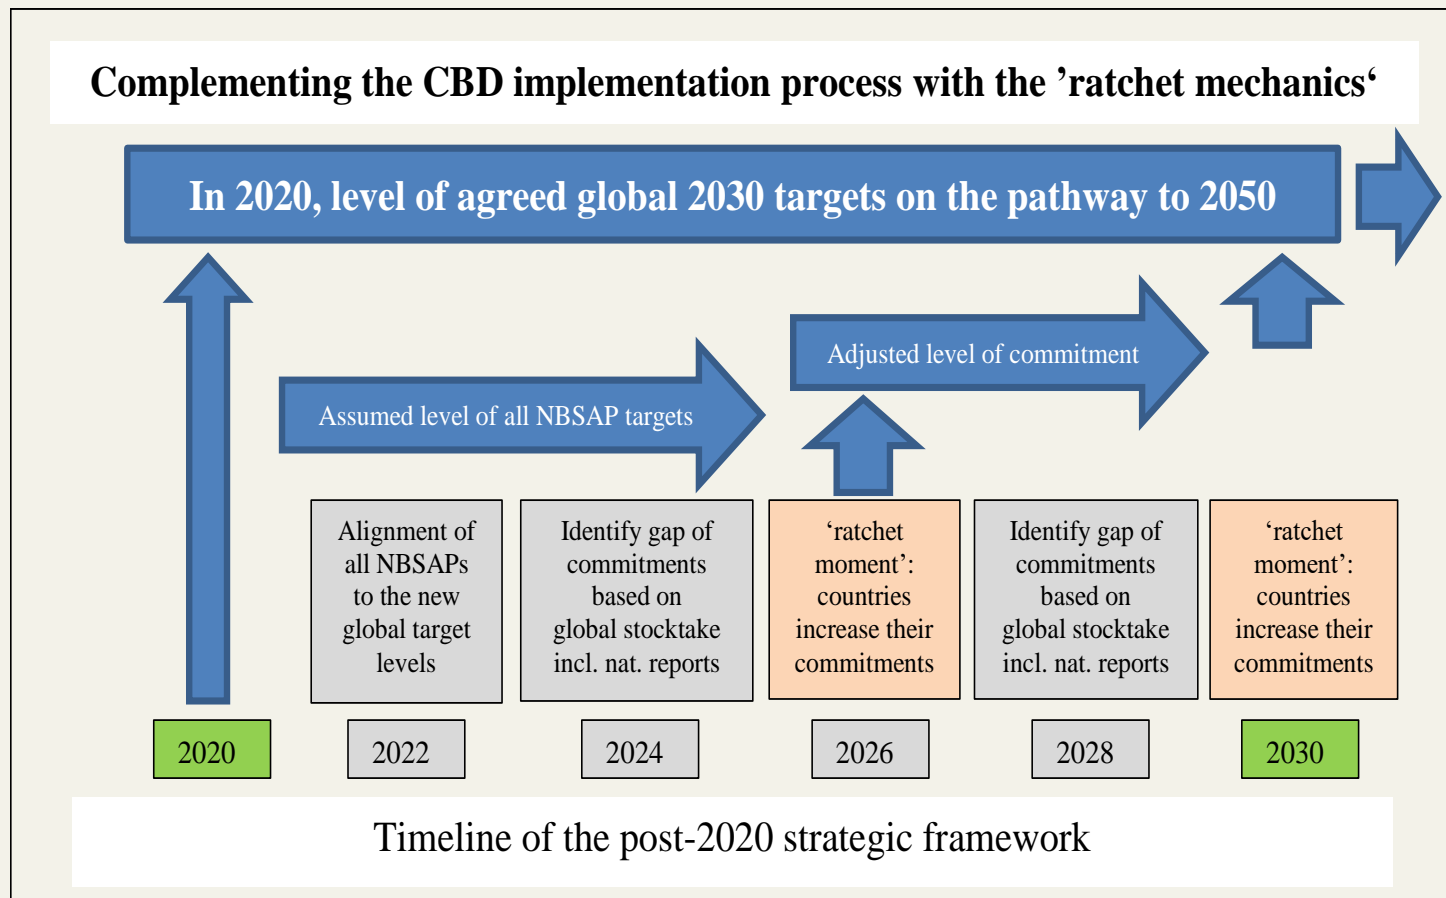 Complementing the CBD implementation process with the ’ratchet mechanics‘
In 2020, level of agreed global 2030 targets on the pathway to 2050
Adjusted level of commitment
Assumed level of all NBSAP targets
Alignment of
all NBSAPs
to the new
global target
levels
Identify gap of
commitments
based on
global stocktake
incl. nat. reports
‘ratchet
moment’:
countries
increase their
commitments
Identify gap of
commitments
based on
global stocktake
incl. nat. reports
‘ratchet
moment’:
countries
increase their
commitments
2020
2022
2024
2026
2028
2030
Timeline of the post-2020 strategic framework